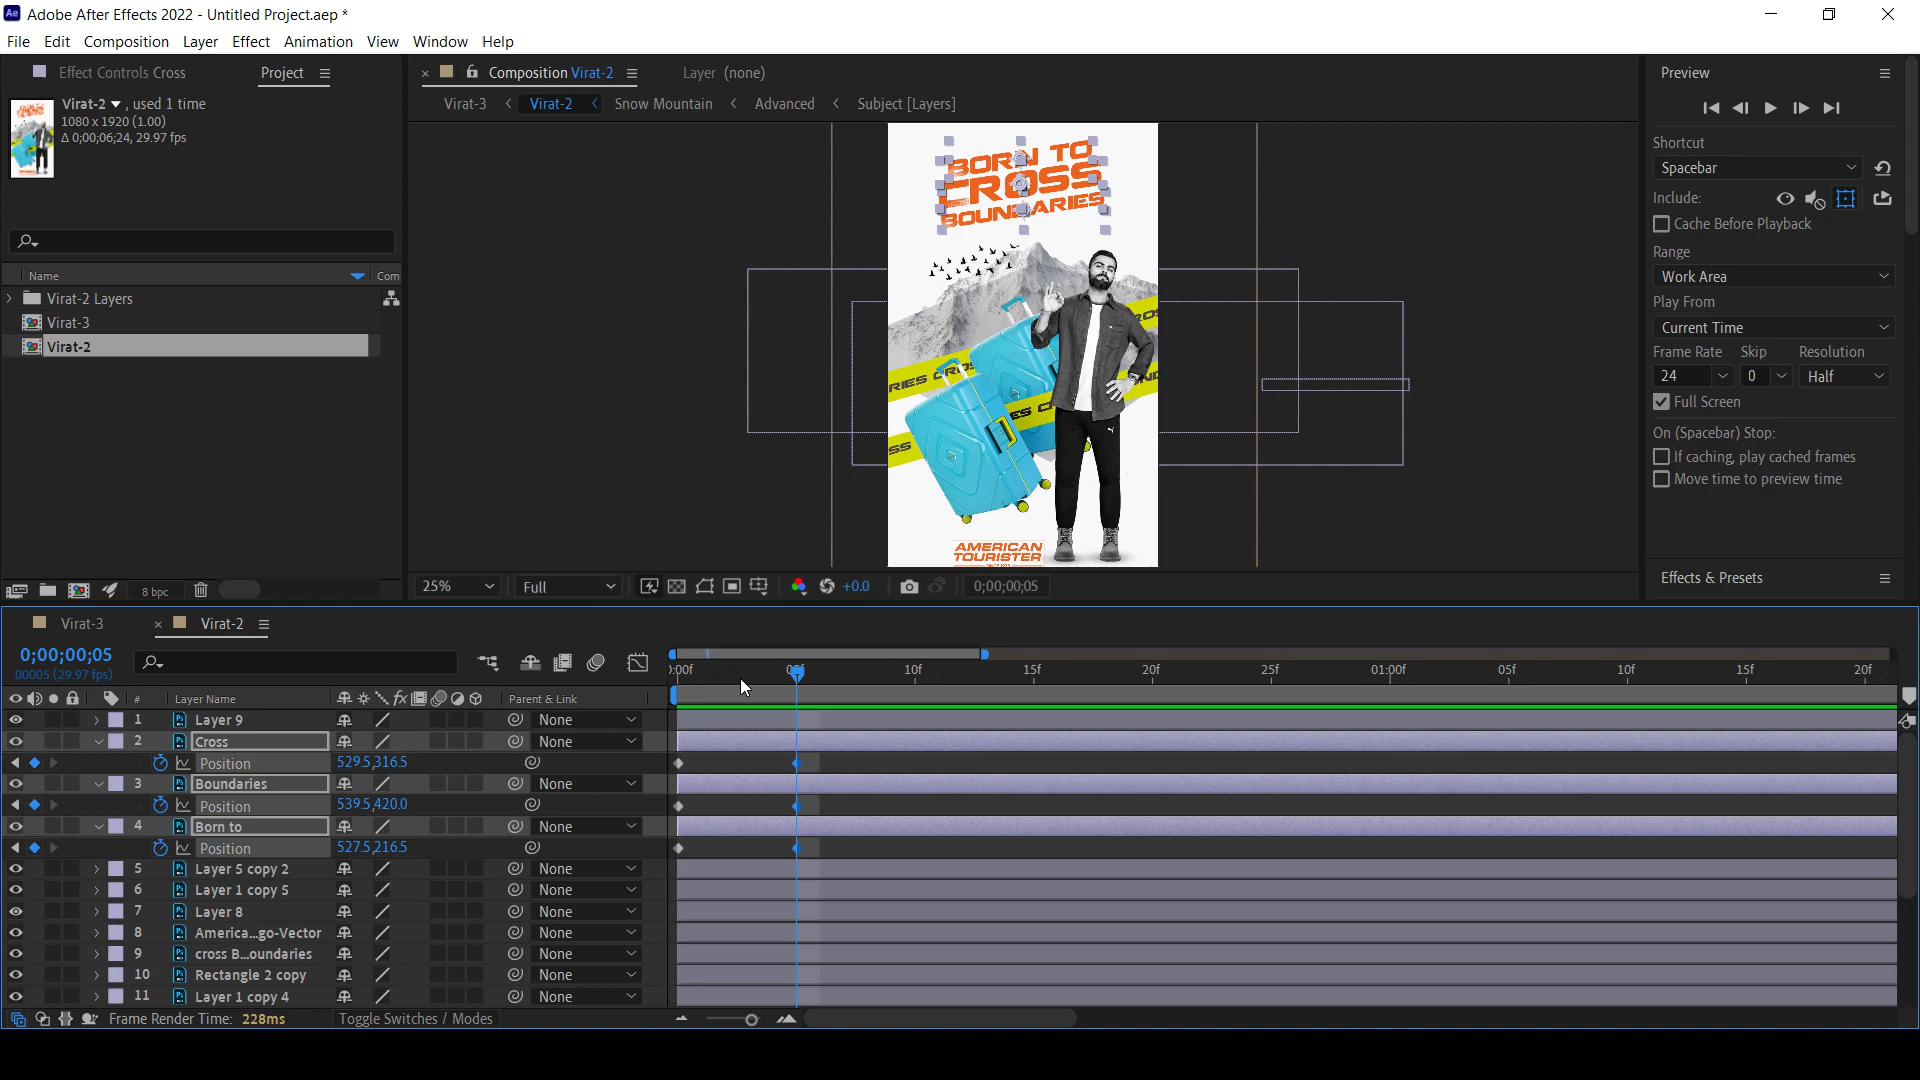 Adobe After Effects 2022 - Untitled Project.aep *
File Edit Composition Layer Effect Animation View Window Help
Effect Controls Cross
Project
Composition Virat-2
Layer (none)
Preview
Virat-2 , used 1 time
1080 x 1920 (1.00)
Δ 0;00;06;24, 29.97 fps
Virat-3 < Virat-2 < Snow Mountain < Advanced < Subject [Layers]
Shortcut
Spacebar
Include:
Cache Before Playback
Range
Work Area
Play From
Current Time
Frame Rate Skip Resolution
24 0 Half
Full Screen
On (Spacebar) Stop:
If caching, play cached frames
Move time to preview time
Effects & Presets
Name Com
Virat-2 Layers
Virat-3
Virat-2
8 bpc
BORN TO
CROSS
BOUNDARIES
AMERICAN
TOURISTER
25% Full +0.0 0;00;00;05
Virat-3
Virat-2
0;00;00;05
00005 (29.97 fps)
):00f 05f 10f 15f 20f 25f 01:00f 05f 10f 15f 20f
# Layer Name Parent & Link
1 Layer 9 None
2 Cross None
Position 529.5,316.5
3 Boundaries None
Position 539.5,420.0
4 Born to None
Position 527.5,216.5
5 Layer 5 copy 2 None
6 Layer 1 copy 5 None
7 Layer 8 None
8 America...go-Vector None
9 cross B...oundaries None
10 Rectangle 2 copy None
11 Layer 1 copy 4 None
Frame Render Time: 228ms
Toggle Switches / Modes